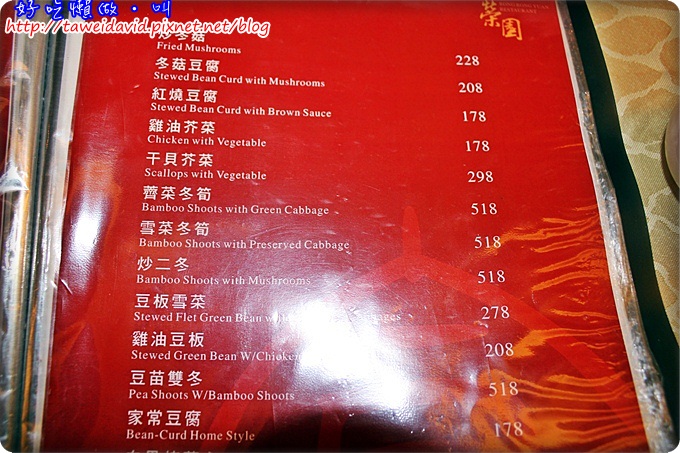 好吃懶做·叫
http://taweidavid.pixnet.net/blog
榮園
RESTAURANT
炒冬菇
Fried Mushrooms 228
冬菇豆腐
Stewed Bean Curd with Mushrooms 208
紅燒豆腐
Stewed Bean Curd with Brown Sauce 178
雞油芥菜
Chicken with Vegetable 178
干貝芥菜
Scallops with Vegetable 298
薺菜冬筍
Bamboo Shoots with Green Cabbage 518
雪菜冬筍
Bamboo Shoots with Preserved Cabbage 518
炒二冬
Bamboo Shoots with Mushrooms 518
豆板雪菜
Stewed Flet Green Bean 278
雞油豆板
Stewed Green Bean W/Chicken 208
豆苗雙冬
Pea Shoots W/Bamboo Shoots 518
家常豆腐
Bean-Curd Home Style 178